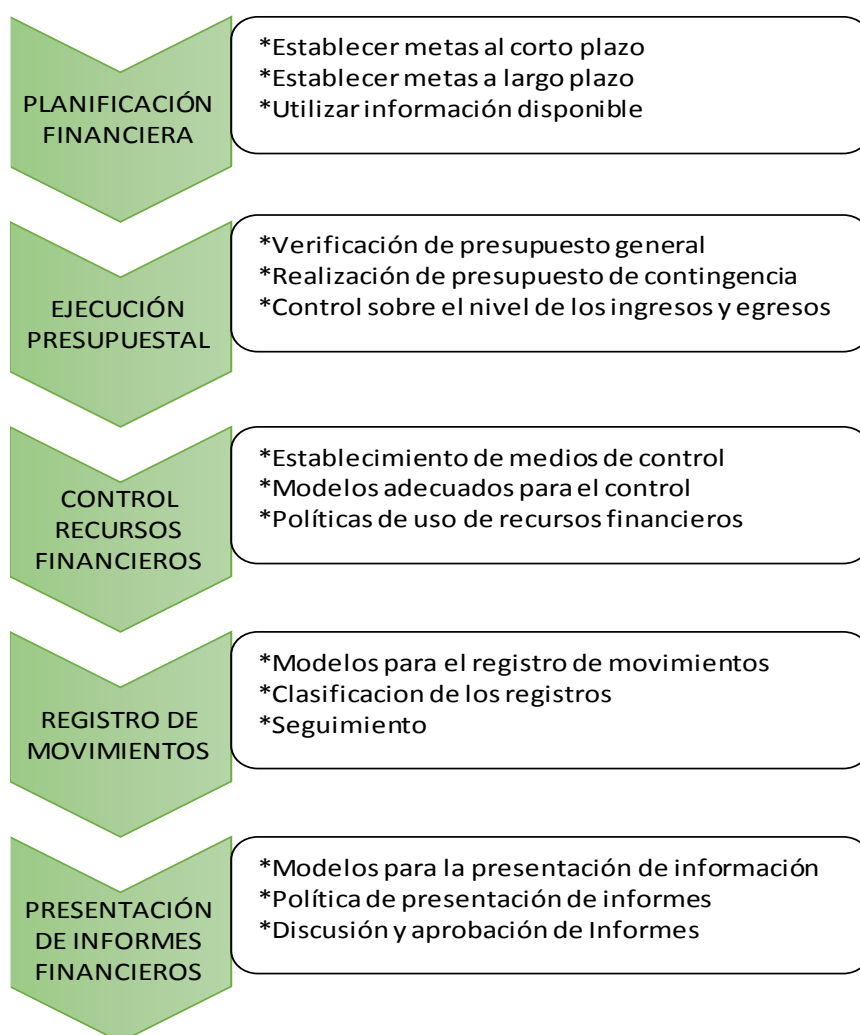 PLANIFICACIÓN
FINANCIERA
*Establecer metas al corto plazo
*Establecer metas a largo plazo
*Utilizar información disponible
EJECUCIÓN
PRESUPUESTAL
*Verificación de presupuesto general
*Realización de presupuesto de contingencia
*Control sobre el nivel de los ingresos y egresos
CONTROL
RECURSOS
FINANCIEROS
*Establecimiento de medios de control
*Modelos adecuados para el control
*Políticas de uso de recursos financieros
REGISTRO DE
MOVIMIENTOS
*Modelos para el registro de movimientos
*Clasificacion de los registros
*Seguimiento
PRESENTACIÓN
DE INFORMES
FINANCIEROS
*Modelos para la presentación de información
*Política de presentación de informes
*Discusión y aprobación de Informes